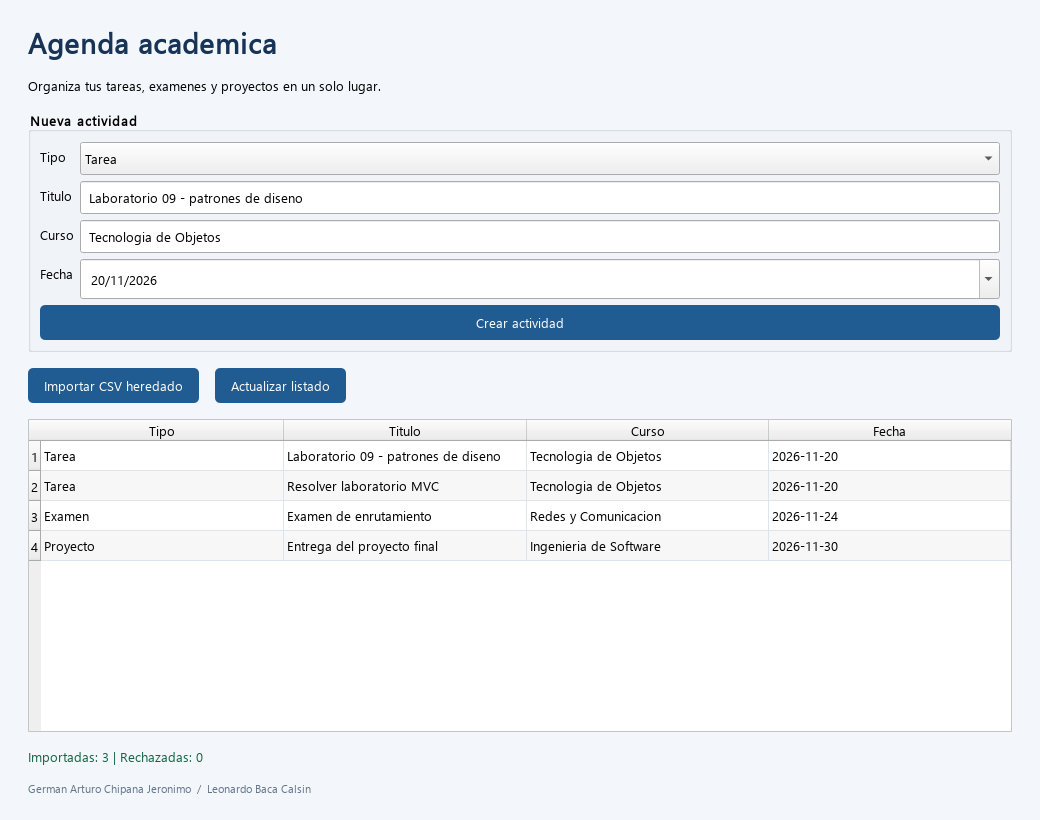 Agenda academica
Organiza tus tareas, examenes y proyectos en un solo lugar.
Nueva actividad
Tipo Tarea
Titulo Laboratorio 09 - patrones de diseno
Curso Tecnologia de Objetos
Fecha 20/11/2026
Crear actividad
Importar CSV heredado Actualizar listado
Tipo Titulo Curso Fecha
1 Tarea Laboratorio 09 - patrones de diseno Tecnologia de Objetos 2026-11-20
2 Tarea Resolver laboratorio MVC Tecnologia de Objetos 2026-11-20
3 Examen Examen de enrutamiento Redes y Comunicacion 2026-11-24
4 Proyecto Entrega del proyecto final Ingenieria de Software 2026-11-30
Importadas: 3 | Rechazadas: 0
German Arturo Chipana Jeronimo / Leonardo Baca Calsin